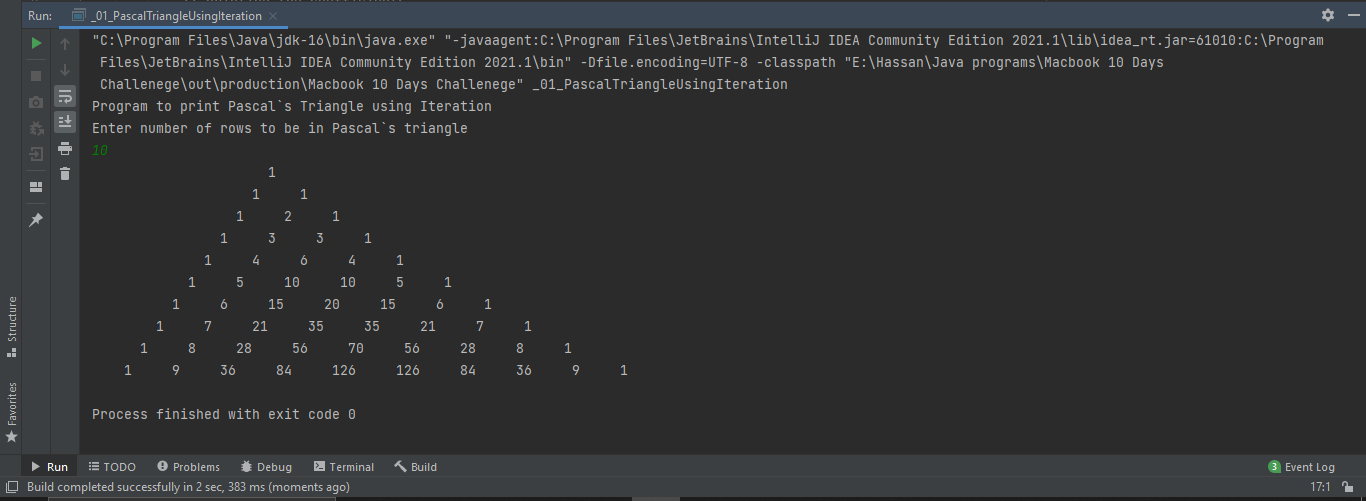 Run: _01_PascalTriangleUsingIteration ×
"C:\Program Files\Java\jdk-16\bin\java.exe" "-javaagent:C:\Program Files\JetBrains\IntelliJ IDEA Community Edition 2021.1\lib\idea_rt.jar=61010:C:\Program
Files\JetBrains\IntelliJ IDEA Community Edition 2021.1\bin" -Dfile.encoding=UTF-8 -classpath "E:\Hassan\Java programs\Macbook 10 Days
Challenege\out\production\Macbook 10 Days Challenege" _01_PascalTriangleUsingIteration
Program to print Pascal`s Triangle using Iteration
Enter number of rows to be in Pascal`s triangle
10
1
1 1
1 2 1
1 3 3 1
1 4 6 4 1
1 5 10 10 5 1
1 6 15 20 15 6 1
1 7 21 35 35 21 7 1
1 8 28 56 70 56 28 8 1
1 9 36 84 126 126 84 36 9 1
Process finished with exit code 0
Structure
Favorites
Run TODO Problems Debug Terminal Build 3 Event Log
Build completed successfully in 2 sec, 383 ms (moments ago) 17:1